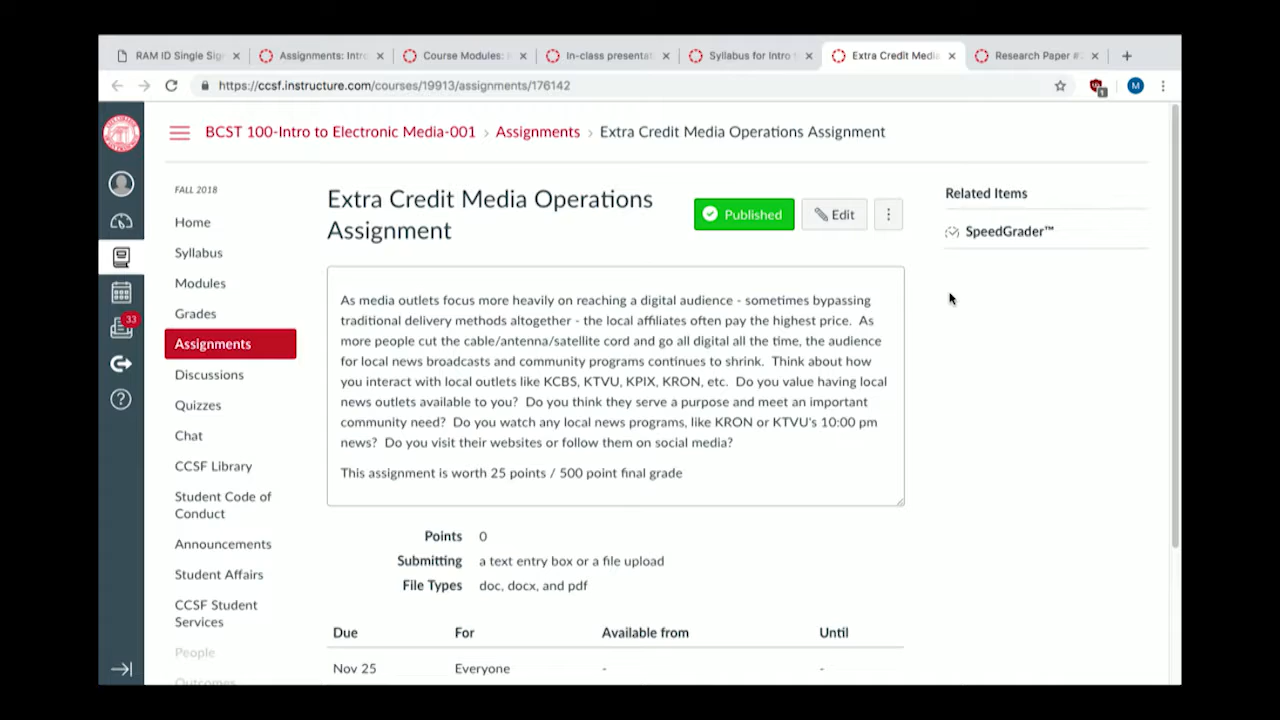 RAM ID Single Sig
Assignments: Intro
Course Modules:
In-class presentat
Syllabus for Intro
Extra Credit Media
Research Paper #
https://ccsf.instructure.com/courses/19913/assignments/176142
1
M
BCST 100-Intro to Electronic Media-001 › Assignments › Extra Credit Media Operations Assignment
33
FALL 2018
Home
Syllabus
Modules
Grades
Assignments
Discussions
Quizzes
Chat
CCSF Library
Student Code of
Conduct
Announcements
Student Affairs
CCSF Student
Services
People
Outcomes
Extra Credit Media Operations
Assignment
Published
Edit
As media outlets focus more heavily on reaching a digital audience - sometimes bypassing
traditional delivery methods altogether - the local affiliates often pay the highest price. As
more people cut the cable/antenna/satellite cord and go all digital all the time, the audience
for local news broadcasts and community programs continues to shrink. Think about how
you interact with local outlets like KCBS, KTVU, KPIX, KRON, etc. Do you value having local
news outlets available to you? Do you think they serve a purpose and meet an important
community need? Do you watch any local news programs, like KRON or KTVU's 10:00 pm
news? Do you visit their websites or follow them on social media?
This assignment is worth 25 points / 500 point final grade
Points 0
Submitting a text entry box or a file upload
File Types doc, docx, and pdf
Due For Available from Until
Nov 25 Everyone - -
Related Items
SpeedGrader™